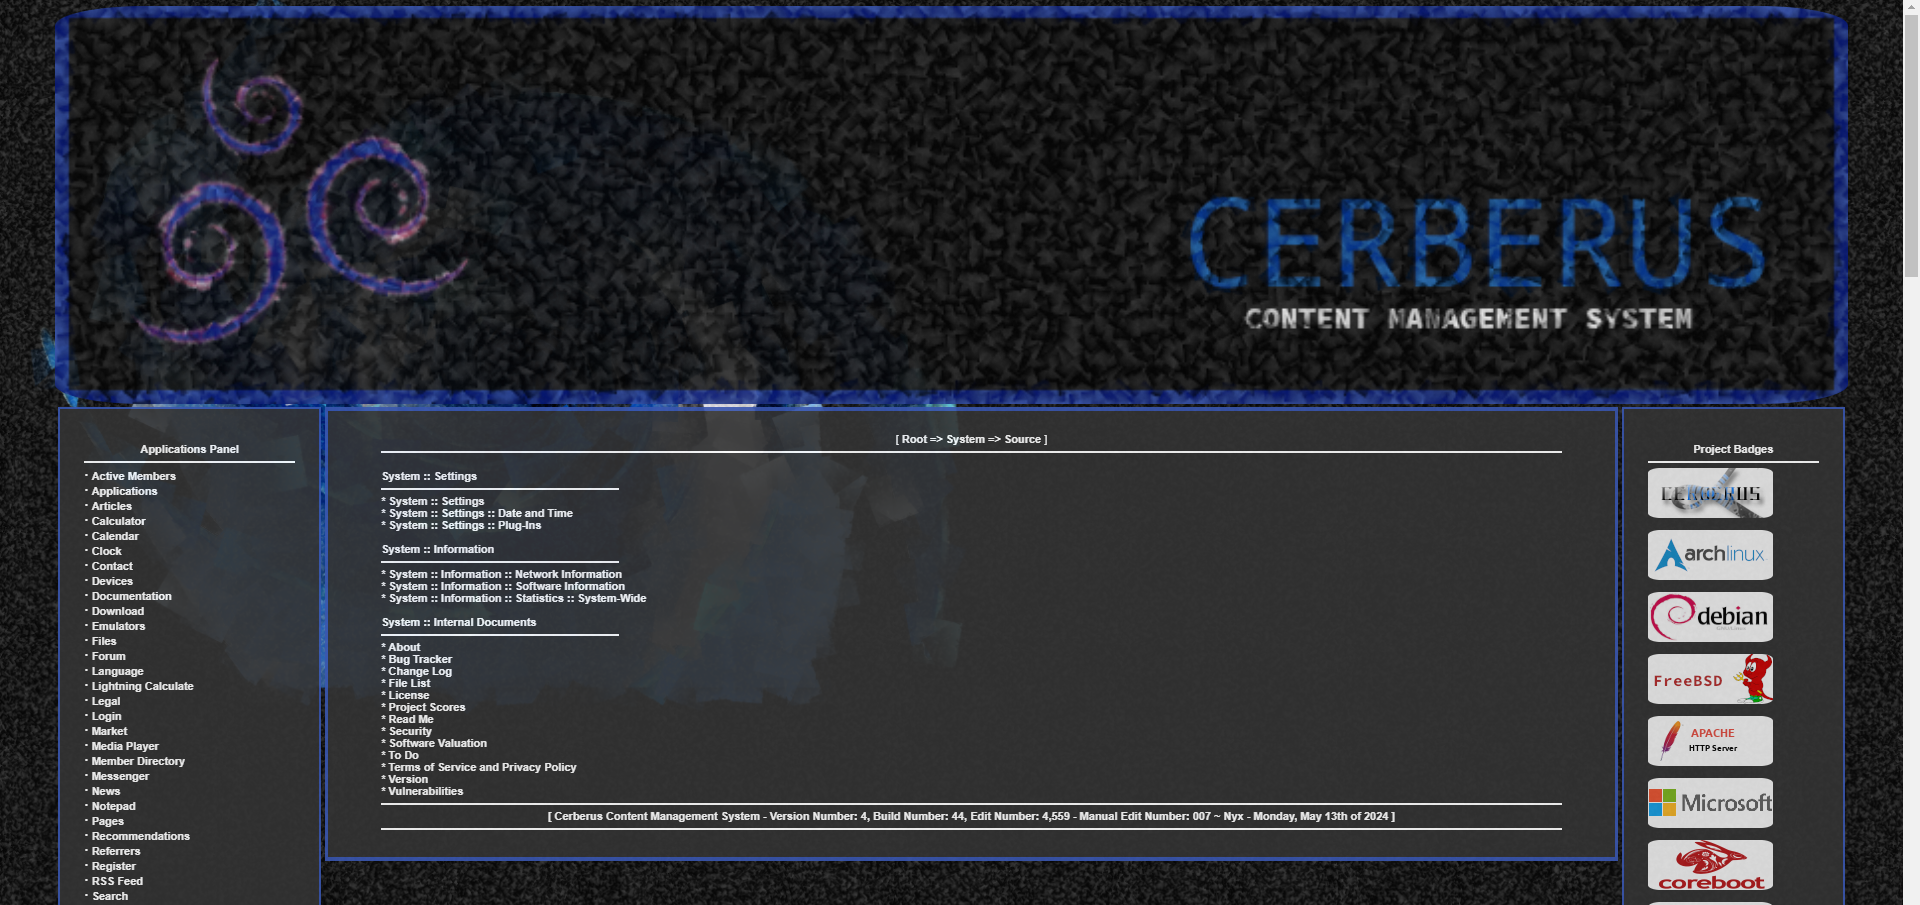 CERBERUS
CONTENT MANAGEMENT SYSTEM
Applications Panel
· Active Members
· Applications
· Articles
· Calculator
· Calendar
· Clock
· Contact
· Devices
· Documentation
· Download
· Emulators
· Files
· Forum
· Language
· Lightning Calculate
· Legal
· Login
· Market
· Media Player
· Member Directory
· Messenger
· News
· Notepad
· Pages
· Recommendations
· Referrers
· Register
· RSS Feed
· Search
[ Root => System => Source ]
System :: Settings
* System :: Settings
* System :: Settings :: Date and Time
* System :: Settings :: Plug-Ins
System :: Information
* System :: Information :: Network Information
* System :: Information :: Software Information
* System :: Information :: Statistics :: System-Wide
System :: Internal Documents
* About
* Bug Tracker
* Change Log
* File List
* License
* Project Scores
* Read Me
* Security
* Software Valuation
* To Do
* Terms of Service and Privacy Policy
* Version
* Vulnerabilities
[ Cerberus Content Management System - Version Number: 4, Build Number: 44, Edit Number: 4,559 - Manual Edit Number: 007 ~ Nyx - Monday, May 13th of 2024 ]
Project Badges
CERBERUS
archlinux
debian
FreeBSD
APACHE
HTTP Server
Microsoft
coreboot